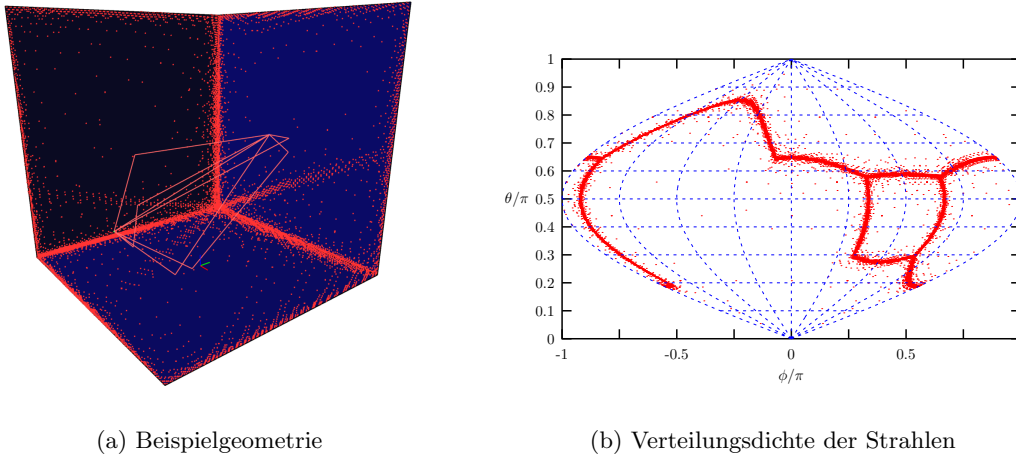 1
0.9
0.8
0.7
0.6
θ/π 0.5
0.4
0.3
0.2
0.1
0
-1 -0.5 0 0.5
ϕ/π
(a) Beispielgeometrie
(b) Verteilungsdichte der Strahlen